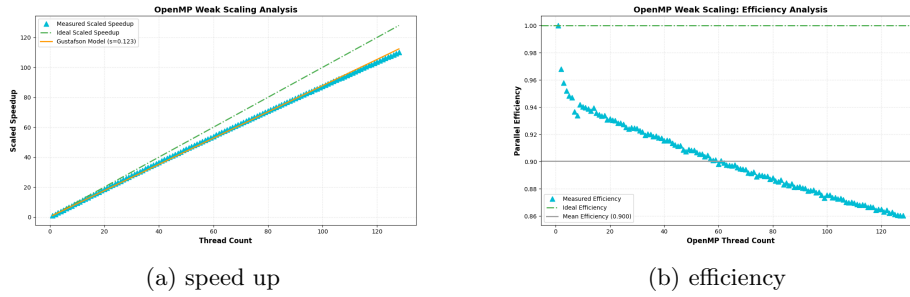 OpenMP Weak Scaling Analysis
Measured Scaled Speedup
Ideal Scaled Speedup
Gustafson Model (s=0.123)
Scaled Speedup
120
100
80
60
40
20
0
0 20 40 60 80 100 120
Thread Count
(a) speed up
OpenMP Weak Scaling: Efficiency Analysis
Parallel Efficiency
1.00
0.98
0.96
0.94
0.92
0.90
0.88
0.86
Measured Efficiency
Ideal Efficiency
Mean Efficiency (0.900)
0 20 40 60 80 100 120
OpenMP Thread Count
(b) efficiency